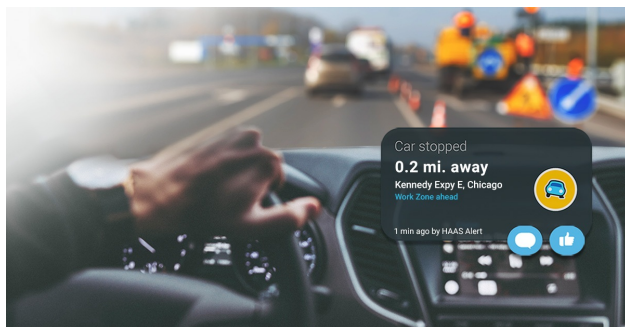 Car stopped
0.2 mi. away
Kennedy Expy E, Chicago
Work Zone ahead
1 min ago by HAAS Alert